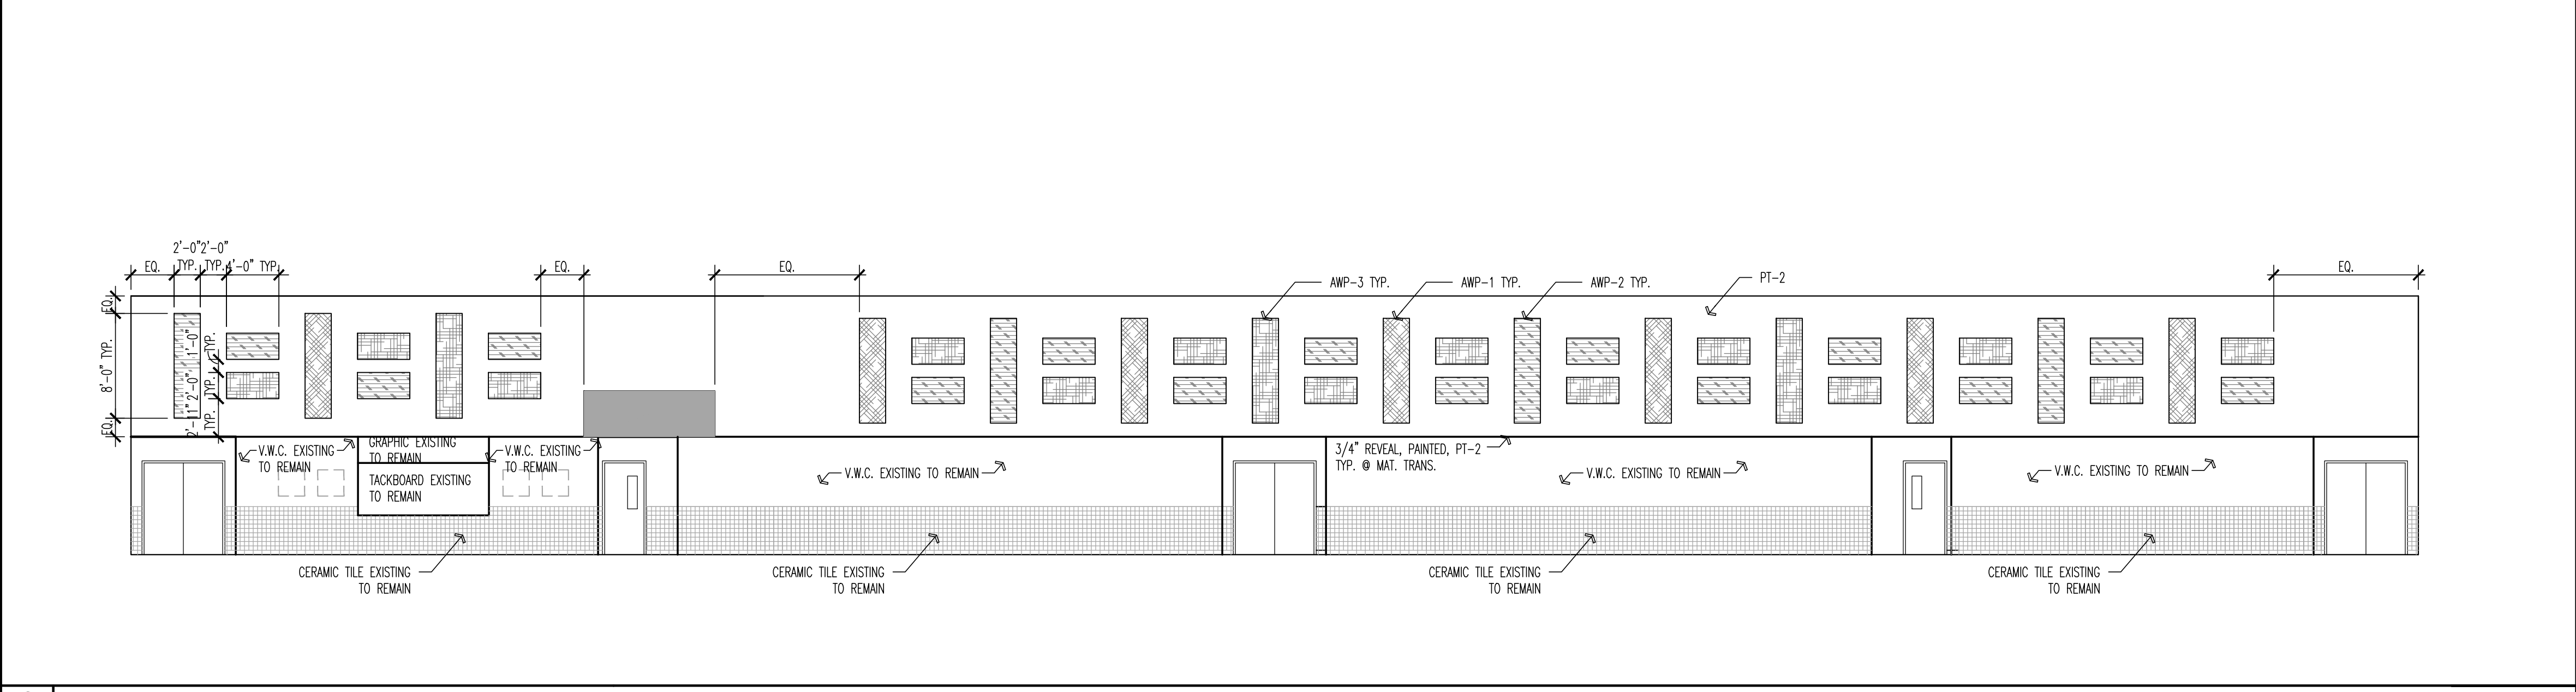 2'-0" 2'-0"
EQ. TYP. TYP. 4'-0" TYP. EQ. EQ. EQ.
AWP-3 TYP. AWP-1 TYP. AWP-2 TYP. PT-2
EQ.
8'-0" TYP.
EQ.
1'-0" TYP.
2'-0" TYP.
2'-11" TYP.
V.W.C. EXISTING
TO REMAIN
GRAPHIC EXISTING
TO REMAIN
V.W.C. EXISTING
TO REMAIN
TACKBOARD EXISTING
TO REMAIN
V.W.C. EXISTING TO REMAIN
3/4" REVEAL, PAINTED, PT-2
TYP. @ MAT. TRANS.
V.W.C. EXISTING TO REMAIN
V.W.C. EXISTING TO REMAIN
CERAMIC TILE EXISTING
TO REMAIN
CERAMIC TILE EXISTING
TO REMAIN
CERAMIC TILE EXISTING
TO REMAIN
CERAMIC TILE EXISTING
TO REMAIN